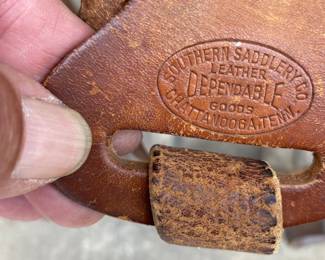 SOUTHERN SADDLERY CO.
LEATHER
DEPENDABLE
GOODS
CHATTANOOGA, TENN.